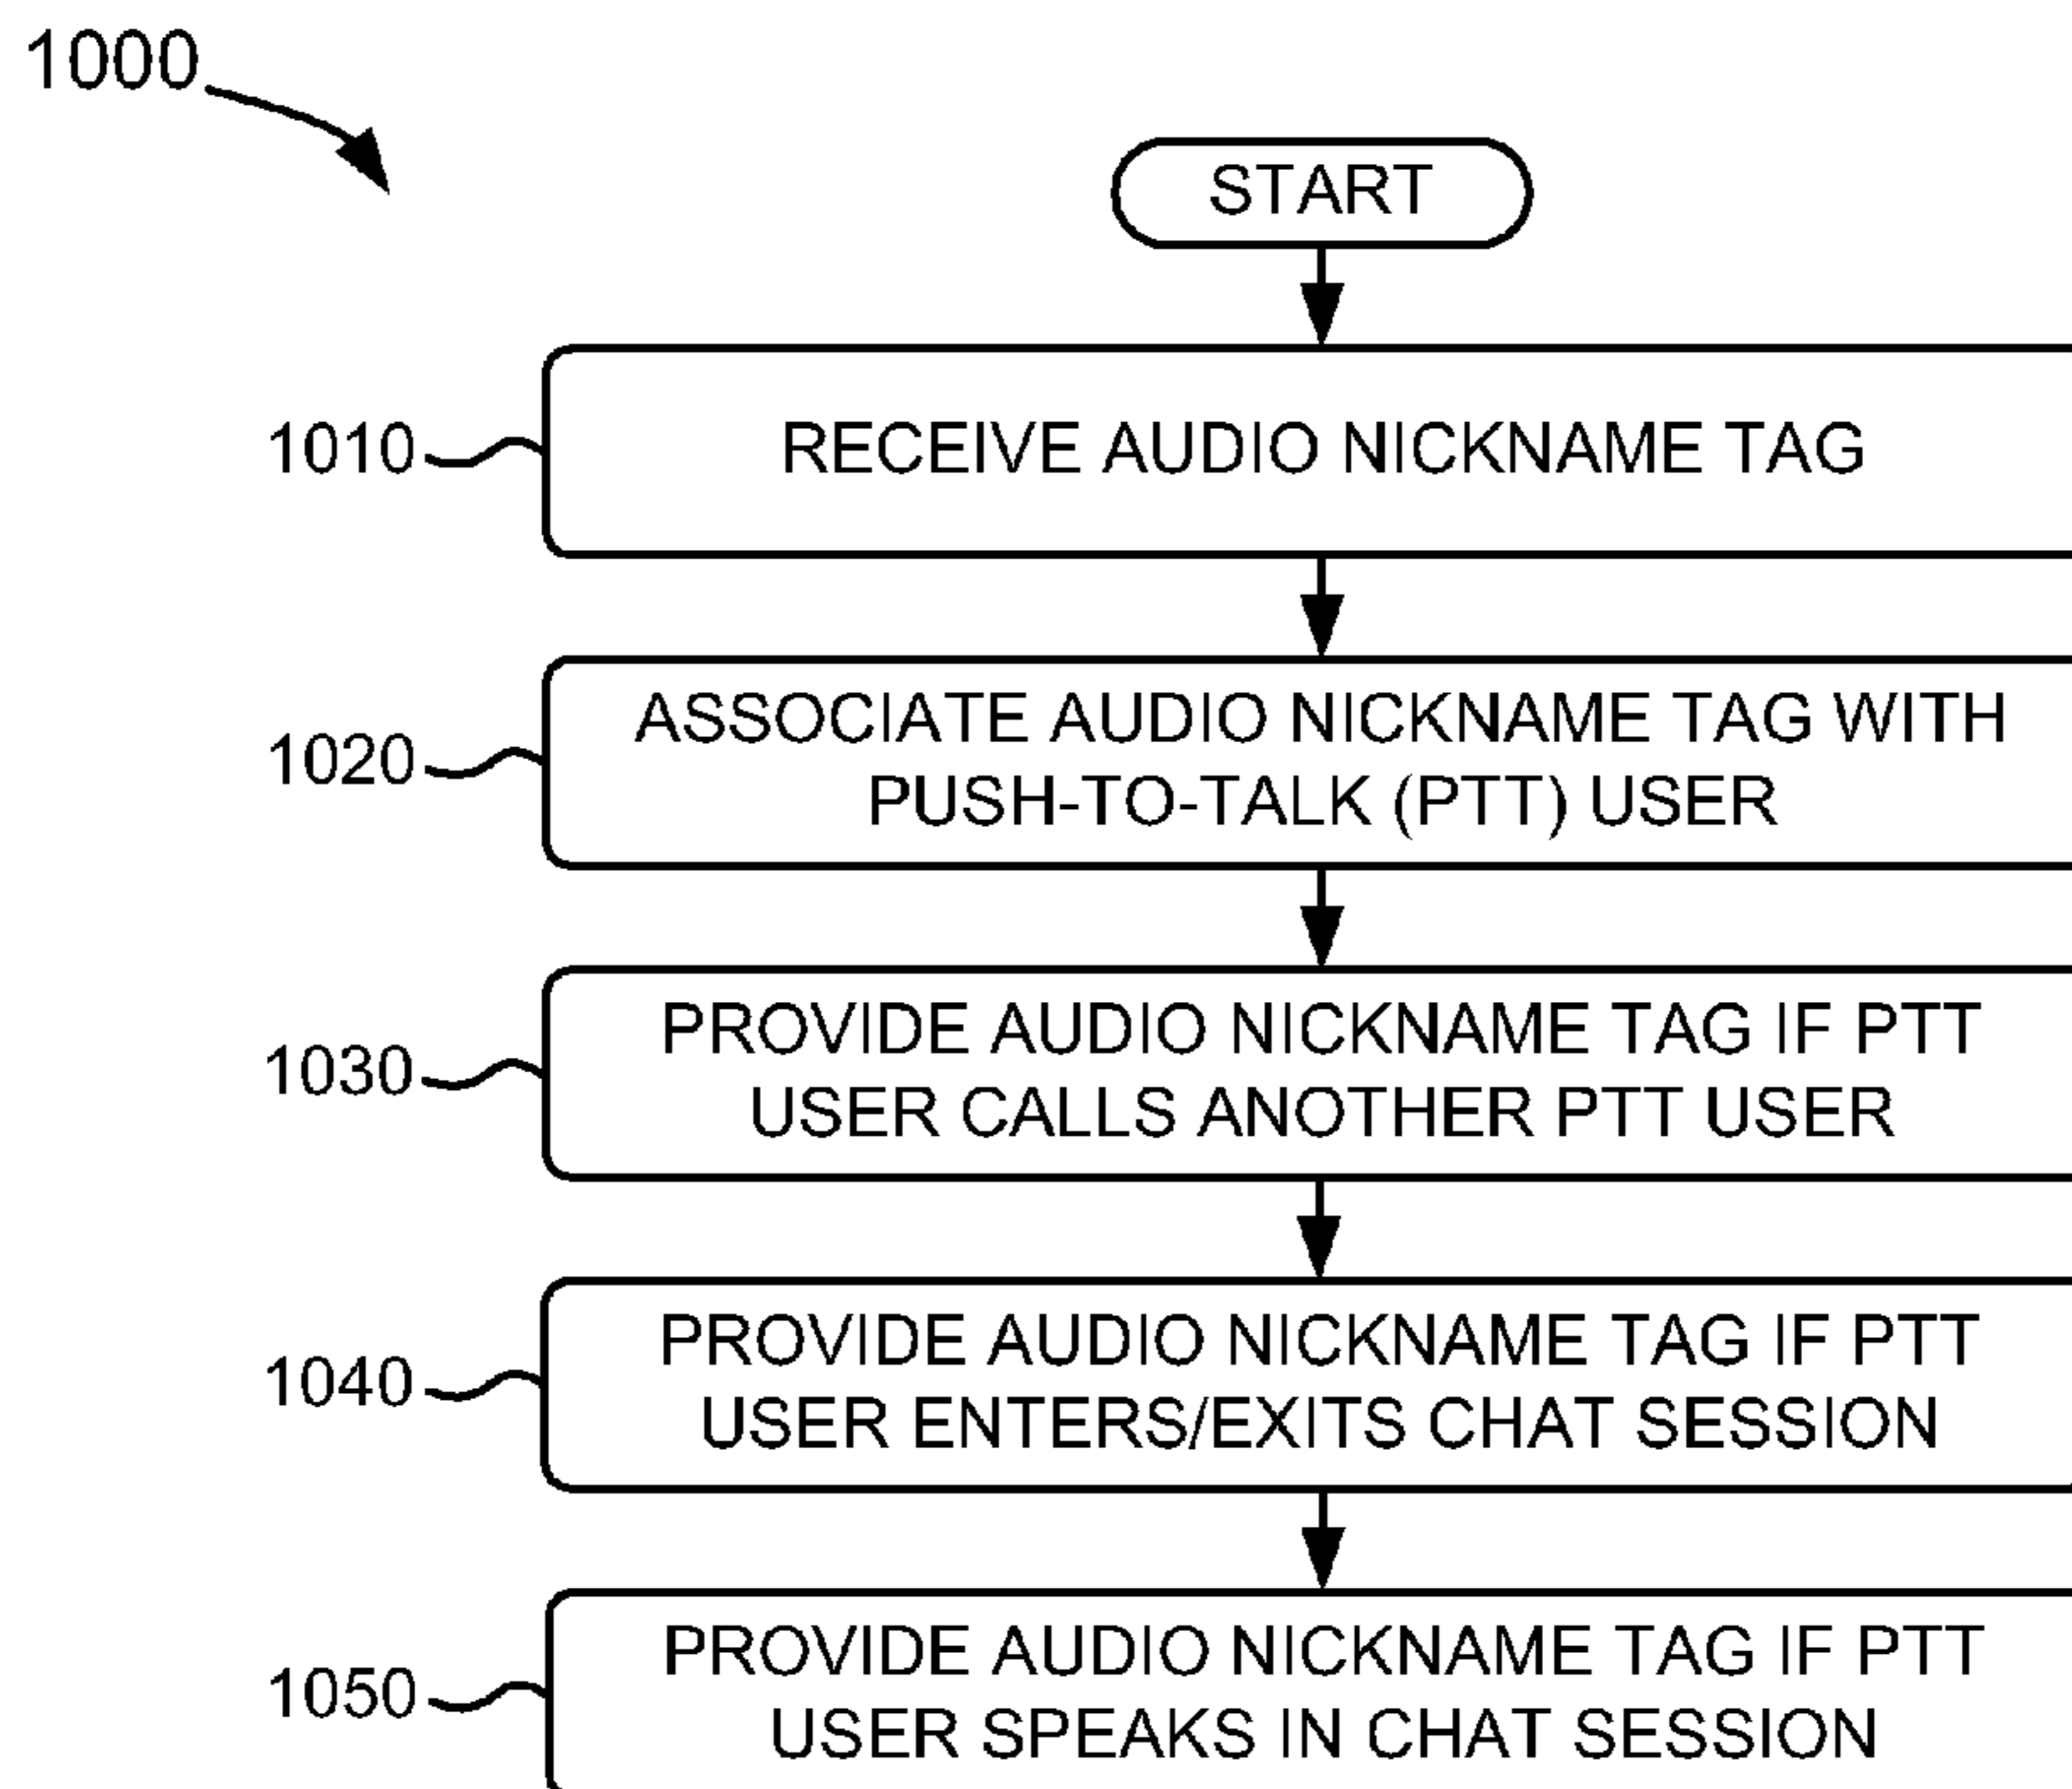 1000
START
1010
RECEIVE AUDIO NICKNAME TAG
1020
ASSOCIATE AUDIO NICKNAME TAG WITH
PUSH-TO-TALK (PTT) USER
1030
PROVIDE AUDIO NICKNAME TAG IF PTT
USER CALLS ANOTHER PTT USER
1040
PROVIDE AUDIO NICKNAME TAG IF PTT
USER ENTERS/EXITS CHAT SESSION
1050
PROVIDE AUDIO NICKNAME TAG IF PTT
USER SPEAKS IN CHAT SESSION